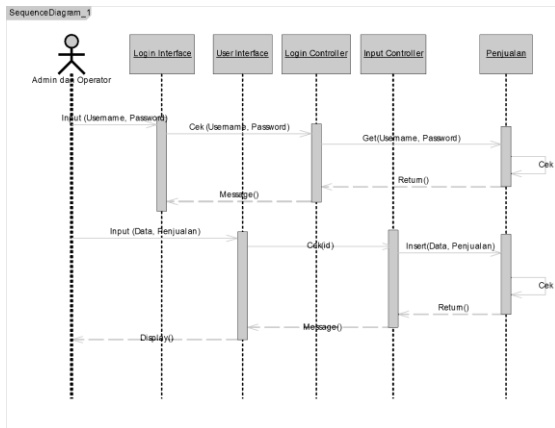 SequenceDiagram_1
Login Interface
User Interface
Login Controller
Input Controller
Penjualan
Admin dan Operator
Input (Username, Password)
Cek (Username, Password)
Get(Username, Password)
Cek
Return()
Message()
Input (Data, Penjualan)
Cek(id)
Insert(Data, Penjualan)
Cek
Return()
Message()
Display()